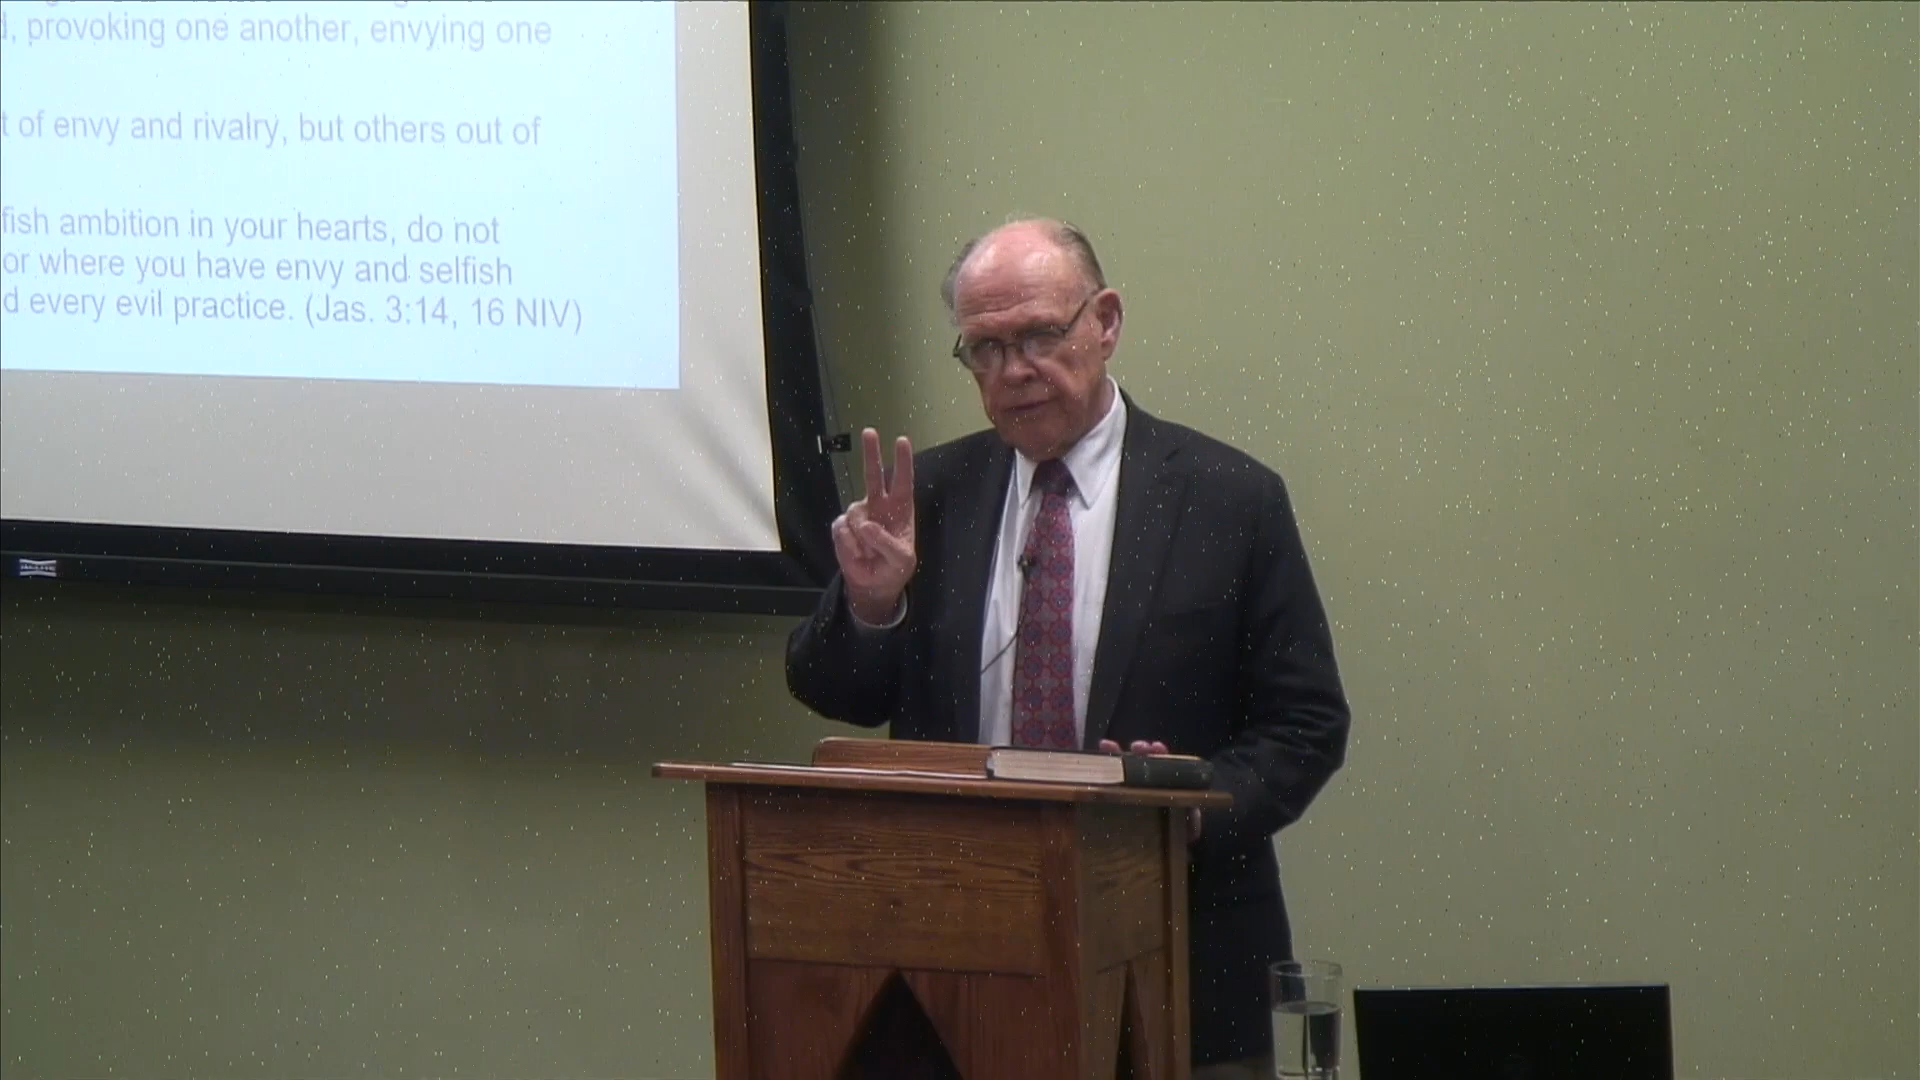 , provoking one another, envying one
t of envy and rivalry, but others out of
fish ambition in your hearts, do not
or where you have envy and selfish
d every evil practice. (Jas. 3:14, 16 NIV)